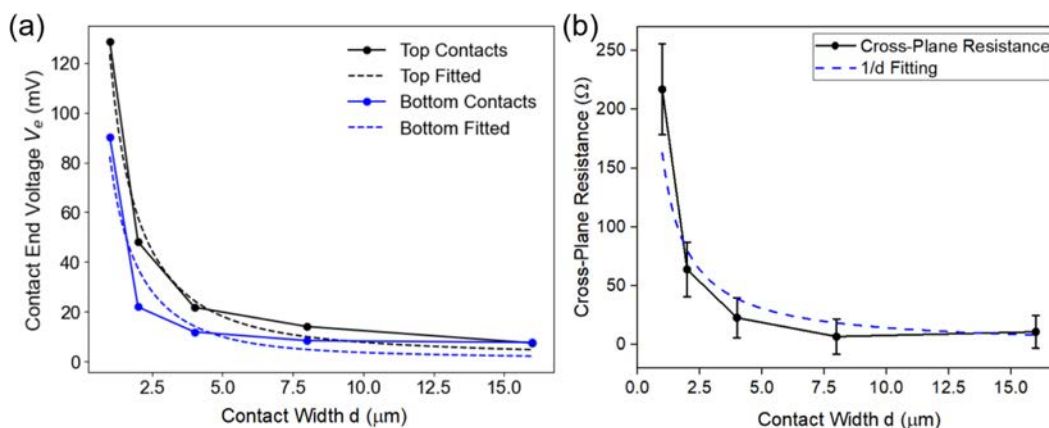 (a)
Contact End Voltage Vₑ (mV)
120
100
80
60
40
20
0
Top Contacts
Top Fitted
Bottom Contacts
Bottom Fitted
2.5 5.0 7.5 10.0 12.5 15.0
Contact Width d (μm)
(b)
Cross-Plane Resistance (Ω)
250
200
150
100
50
0
Cross-Plane Resistance
1/d Fitting
0.0 2.5 5.0 7.5 10.0 12.5 15.0
Contact Width d (μm)